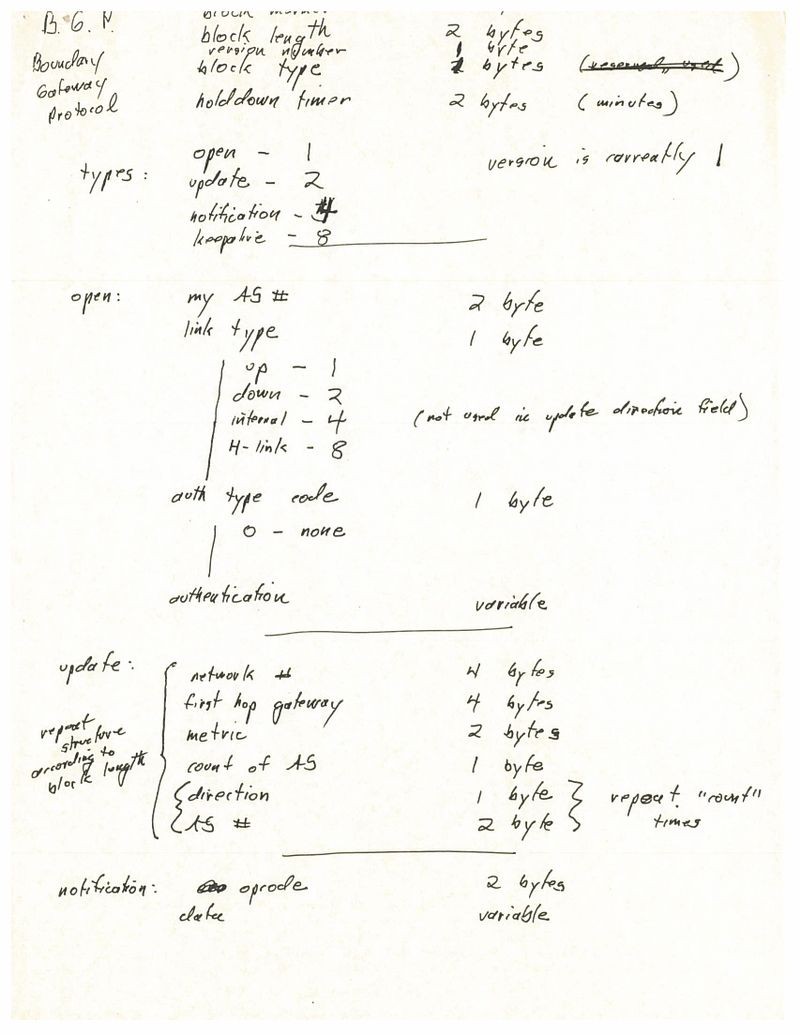 B. G. P. block marker
block length 2 bytes
version number 1 byte
Boundary block type 1 bytes
Gateway
Protocol holddown timer 2 bytes (minutes)
types: open - 1 version is currently 1
update - 2
notification - 4
keepalive - 8
open: my AS # 2 byte
link type 1 byte
up - 1
down - 2
internal - 4 (not used in update direction field)
H-link - 8
auth type code 1 byte
0 - none
authentication variable
update: network # 4 bytes
first hop gateway 4 bytes
repeat structure according to block length
metric 2 bytes
count of AS 1 byte
direction 1 byte repeat "count"
AS # 2 byte times
notification: opcode 2 bytes
data variable